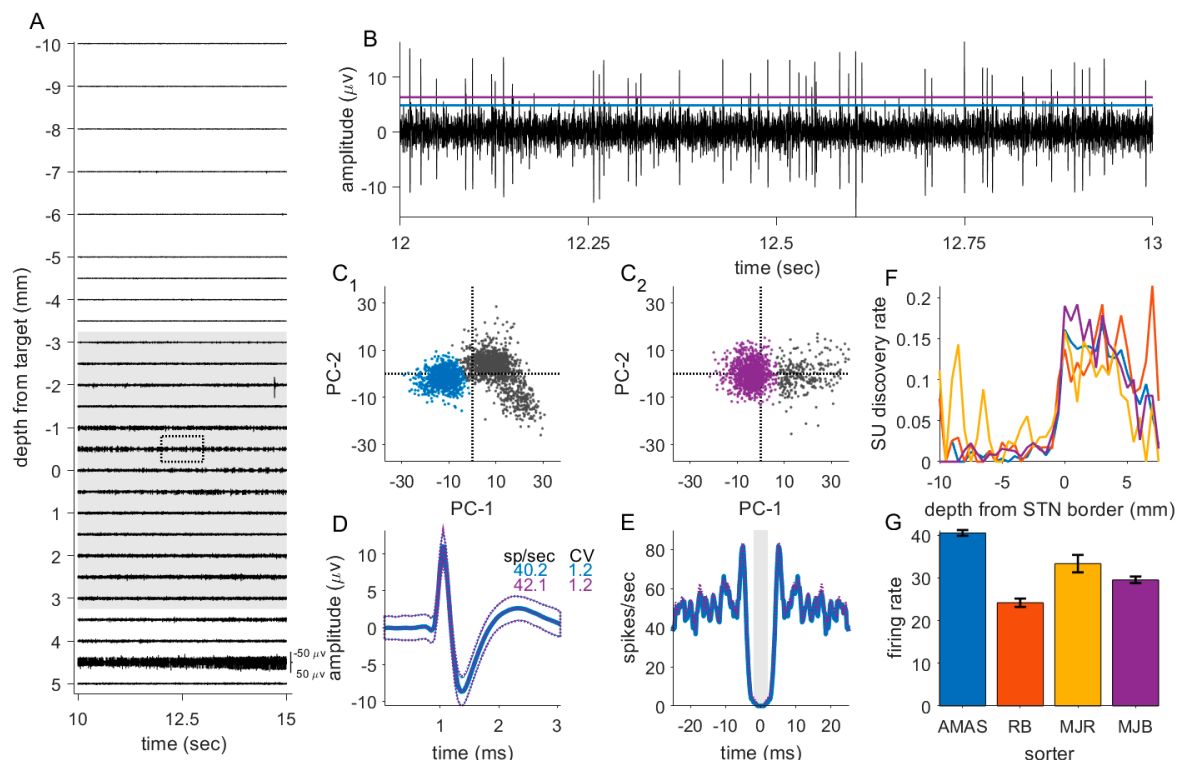 A
-10
-9
-8
-7
-6
-5
-4
-3
-2
-1
0
1
2
3
4
5
depth from target (mm)
-50 μv
50 μv
10 12.5 15
time (sec)
B
10
0
-10
amplitude (μv)
12 12.25 12.5 12.75 13
time (sec)
C1
30
10
-10
-30
PC-2
-30 -10 10 30
PC-1
C2
30
10
-10
-30
PC-2
-30 -10 10 30
PC-1
F
0.2
0.15
0.1
0.05
0
SU discovery rate
-10 -5 0 5
depth from STN border (mm)
D
10
5
0
-5
-10
amplitude (μv)
sp/sec CV
40.2 1.2
42.1 1.2
1 2 3
time (ms)
E
80
60
40
20
0
spikes/sec
-20 0 20
time (ms)
G
40
30
20
10
0
firing rate
AMAS RB MJR MJB
sorter